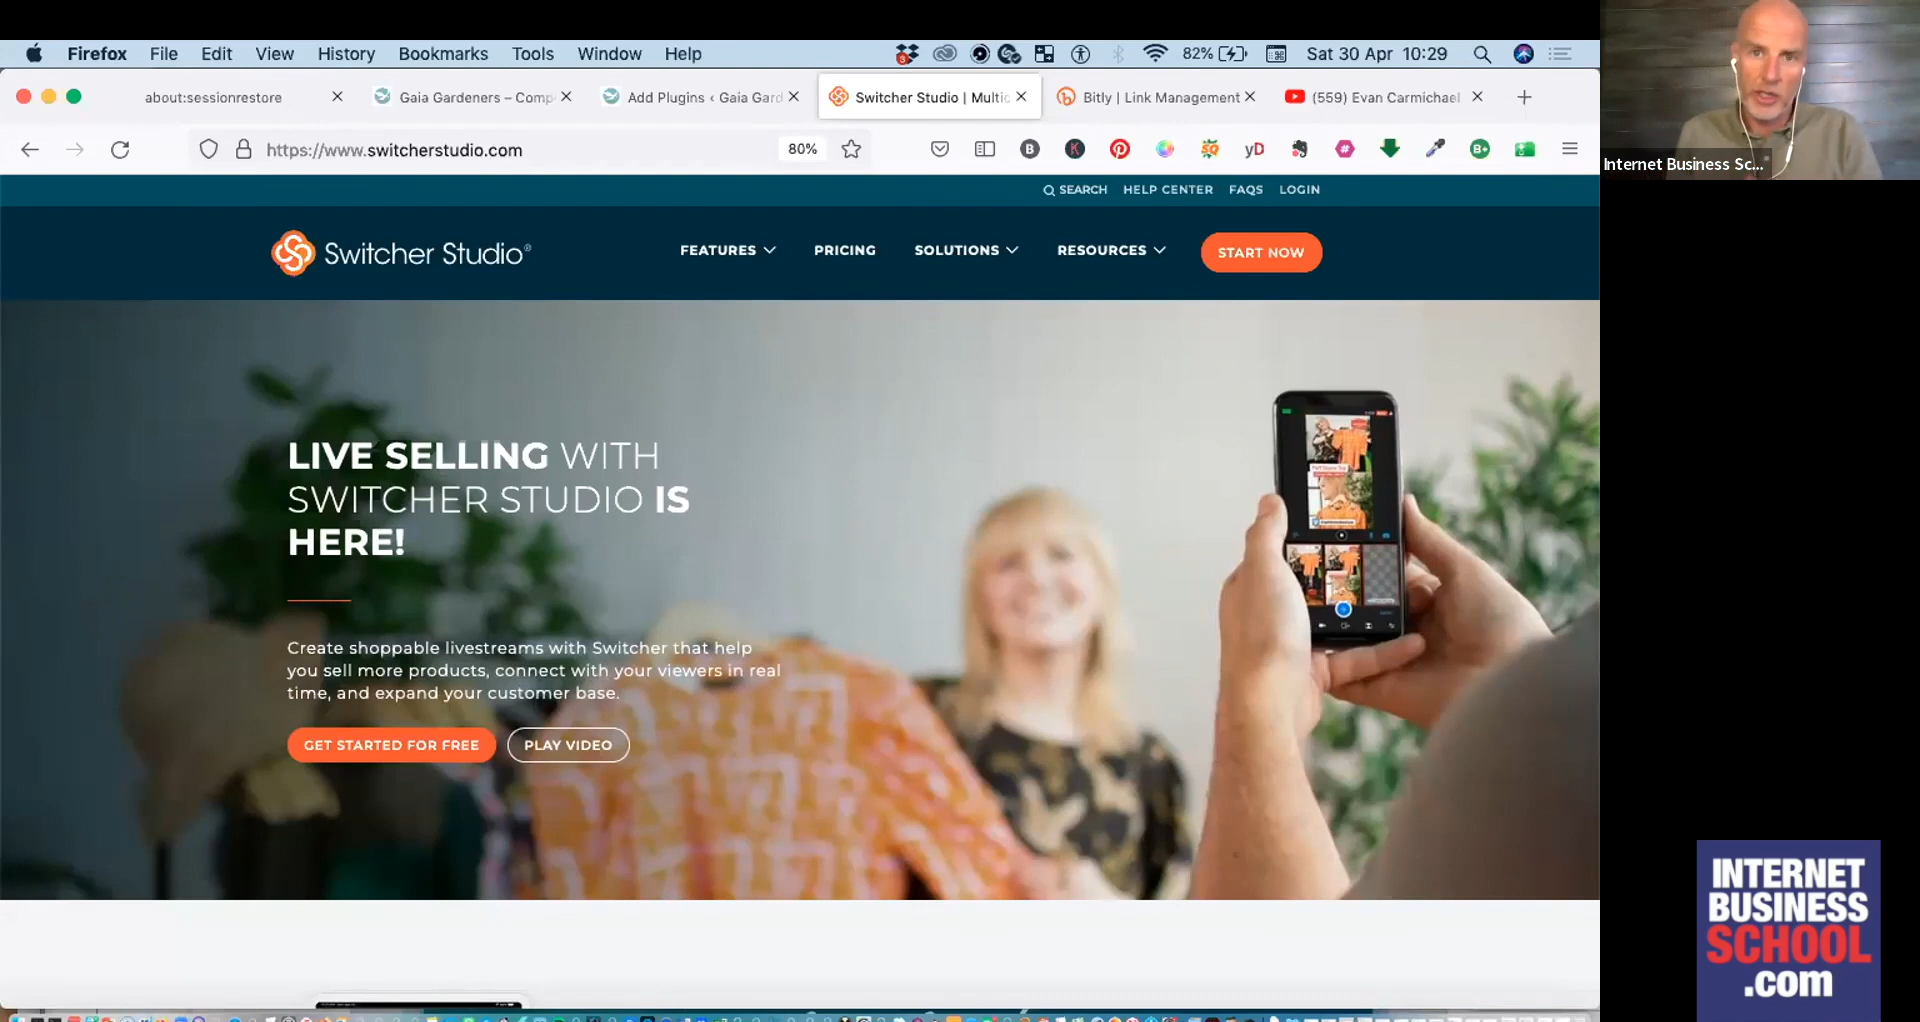 Firefox File Edit View History Bookmarks Tools Window Help 82% Sat 30 Apr 10:29
about:sessionrestore Gaia Gardeners – Comp Add Plugins ‹ Gaia Gard Switcher Studio | Multic Bitly | Link Management (559) Evan Carmichael
https://www.switcherstudio.com 80%
Internet Business Sc...
SEARCH HELP CENTER FAQS LOGIN
Switcher Studio® FEATURES PRICING SOLUTIONS RESOURCES START NOW
LIVE SELLING WITH
SWITCHER STUDIO IS
HERE!
Create shoppable livestreams with Switcher that help
you sell more products, connect with your viewers in real
time, and expand your customer base.
GET STARTED FOR FREE PLAY VIDEO
INTERNET
BUSINESS
SCHOOL
.com